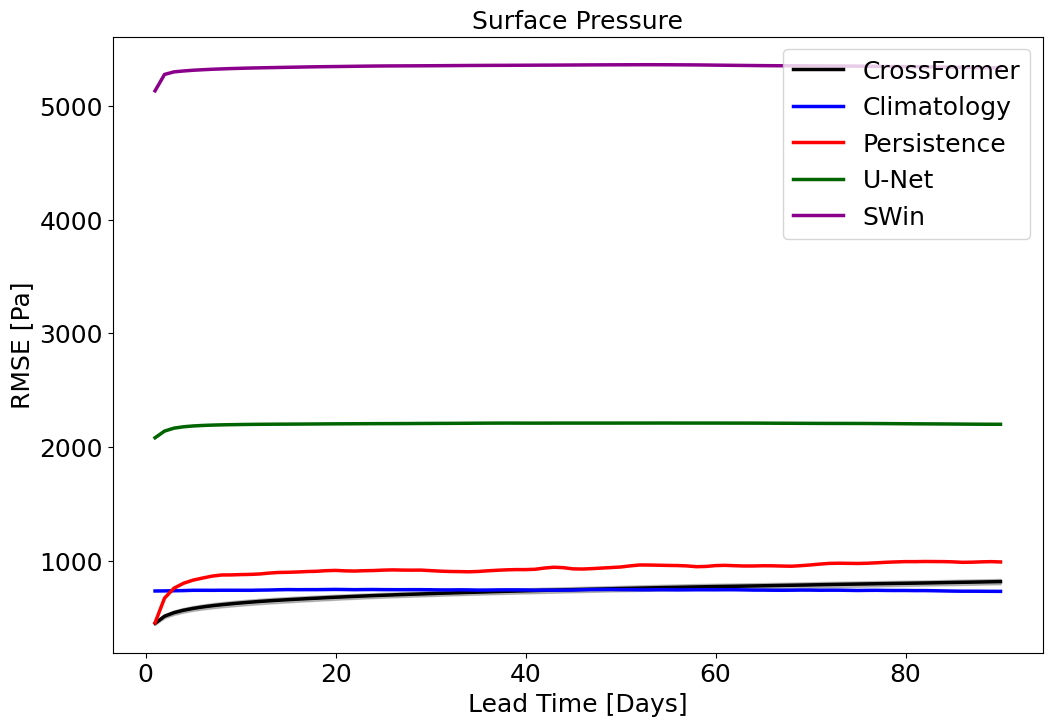 Surface Pressure
RMSE [Pa]
5000
4000
3000
2000
1000
CrossFormer
Climatology
Persistence
U-Net
SWin
0
20
40
60
80
Lead Time [Days]